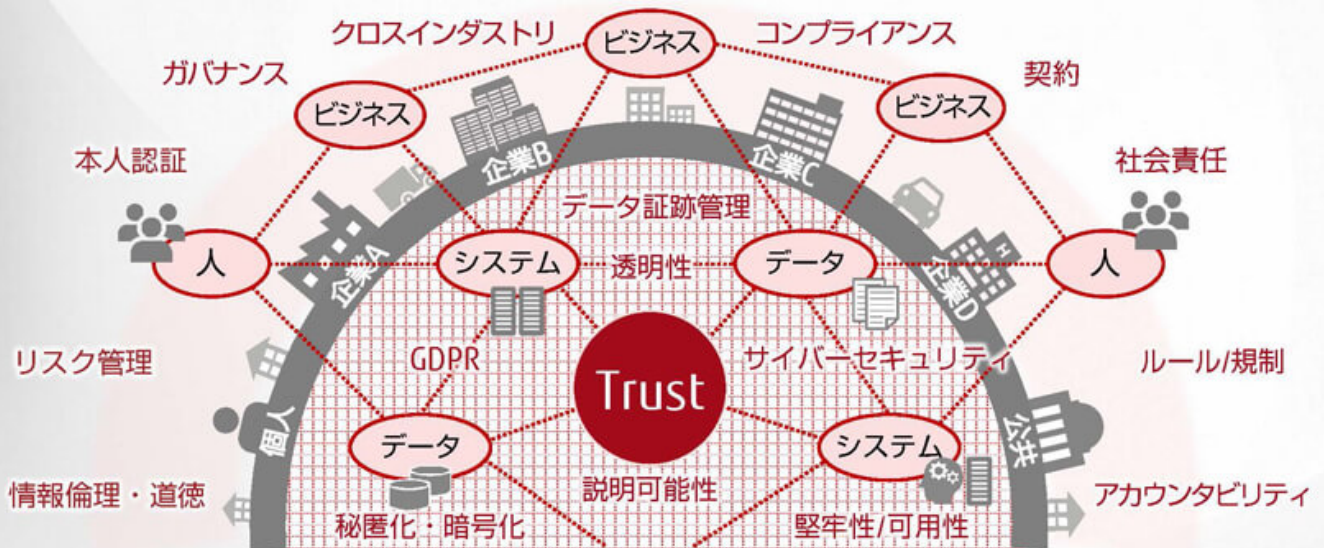 クロスインダストリ
ビジネス
コンプライアンス
ガバナンス
ビジネス
ビジネス
契約
本人認証
企業B
企業C
社会責任
データ証跡管理
人
企業A
システム
透明性
データ
企業D
人
H
リスク管理
GDPR
Trust
サイバーセキュリティ
ルール/規制
個人
データ
システム
公共
情報倫理・道徳
説明可能性
アカウンタビリティ
秘匿化・暗号化
堅牢性/可用性